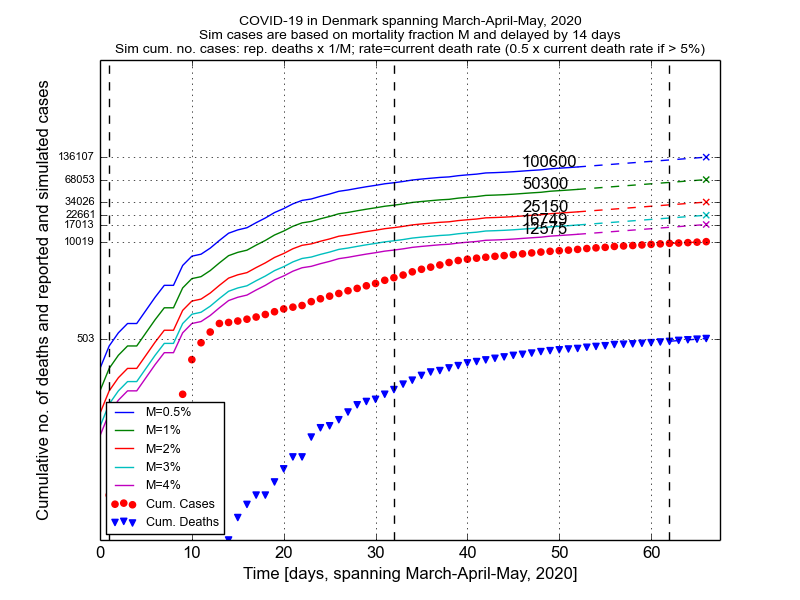 COVID-19 in Denmark spanning March-April-May, 2020
Sim cases are based on mortality fraction M and delayed by 14 days
Sim cum. no. cases: rep. deaths x 1/M; rate=current death rate (0.5 x current death rate if > 5%)
Cumulative no. of deaths and reported and simulated cases
136107
68053
34026
22661
17013
10019
503
100600
50300
25150
16749
12575
M=0.5%
M=1%
M=2%
M=3%
M=4%
Cum. Cases
Cum. Deaths
0 10 20 30 40 50 60
Time [days, spanning March-April-May, 2020]